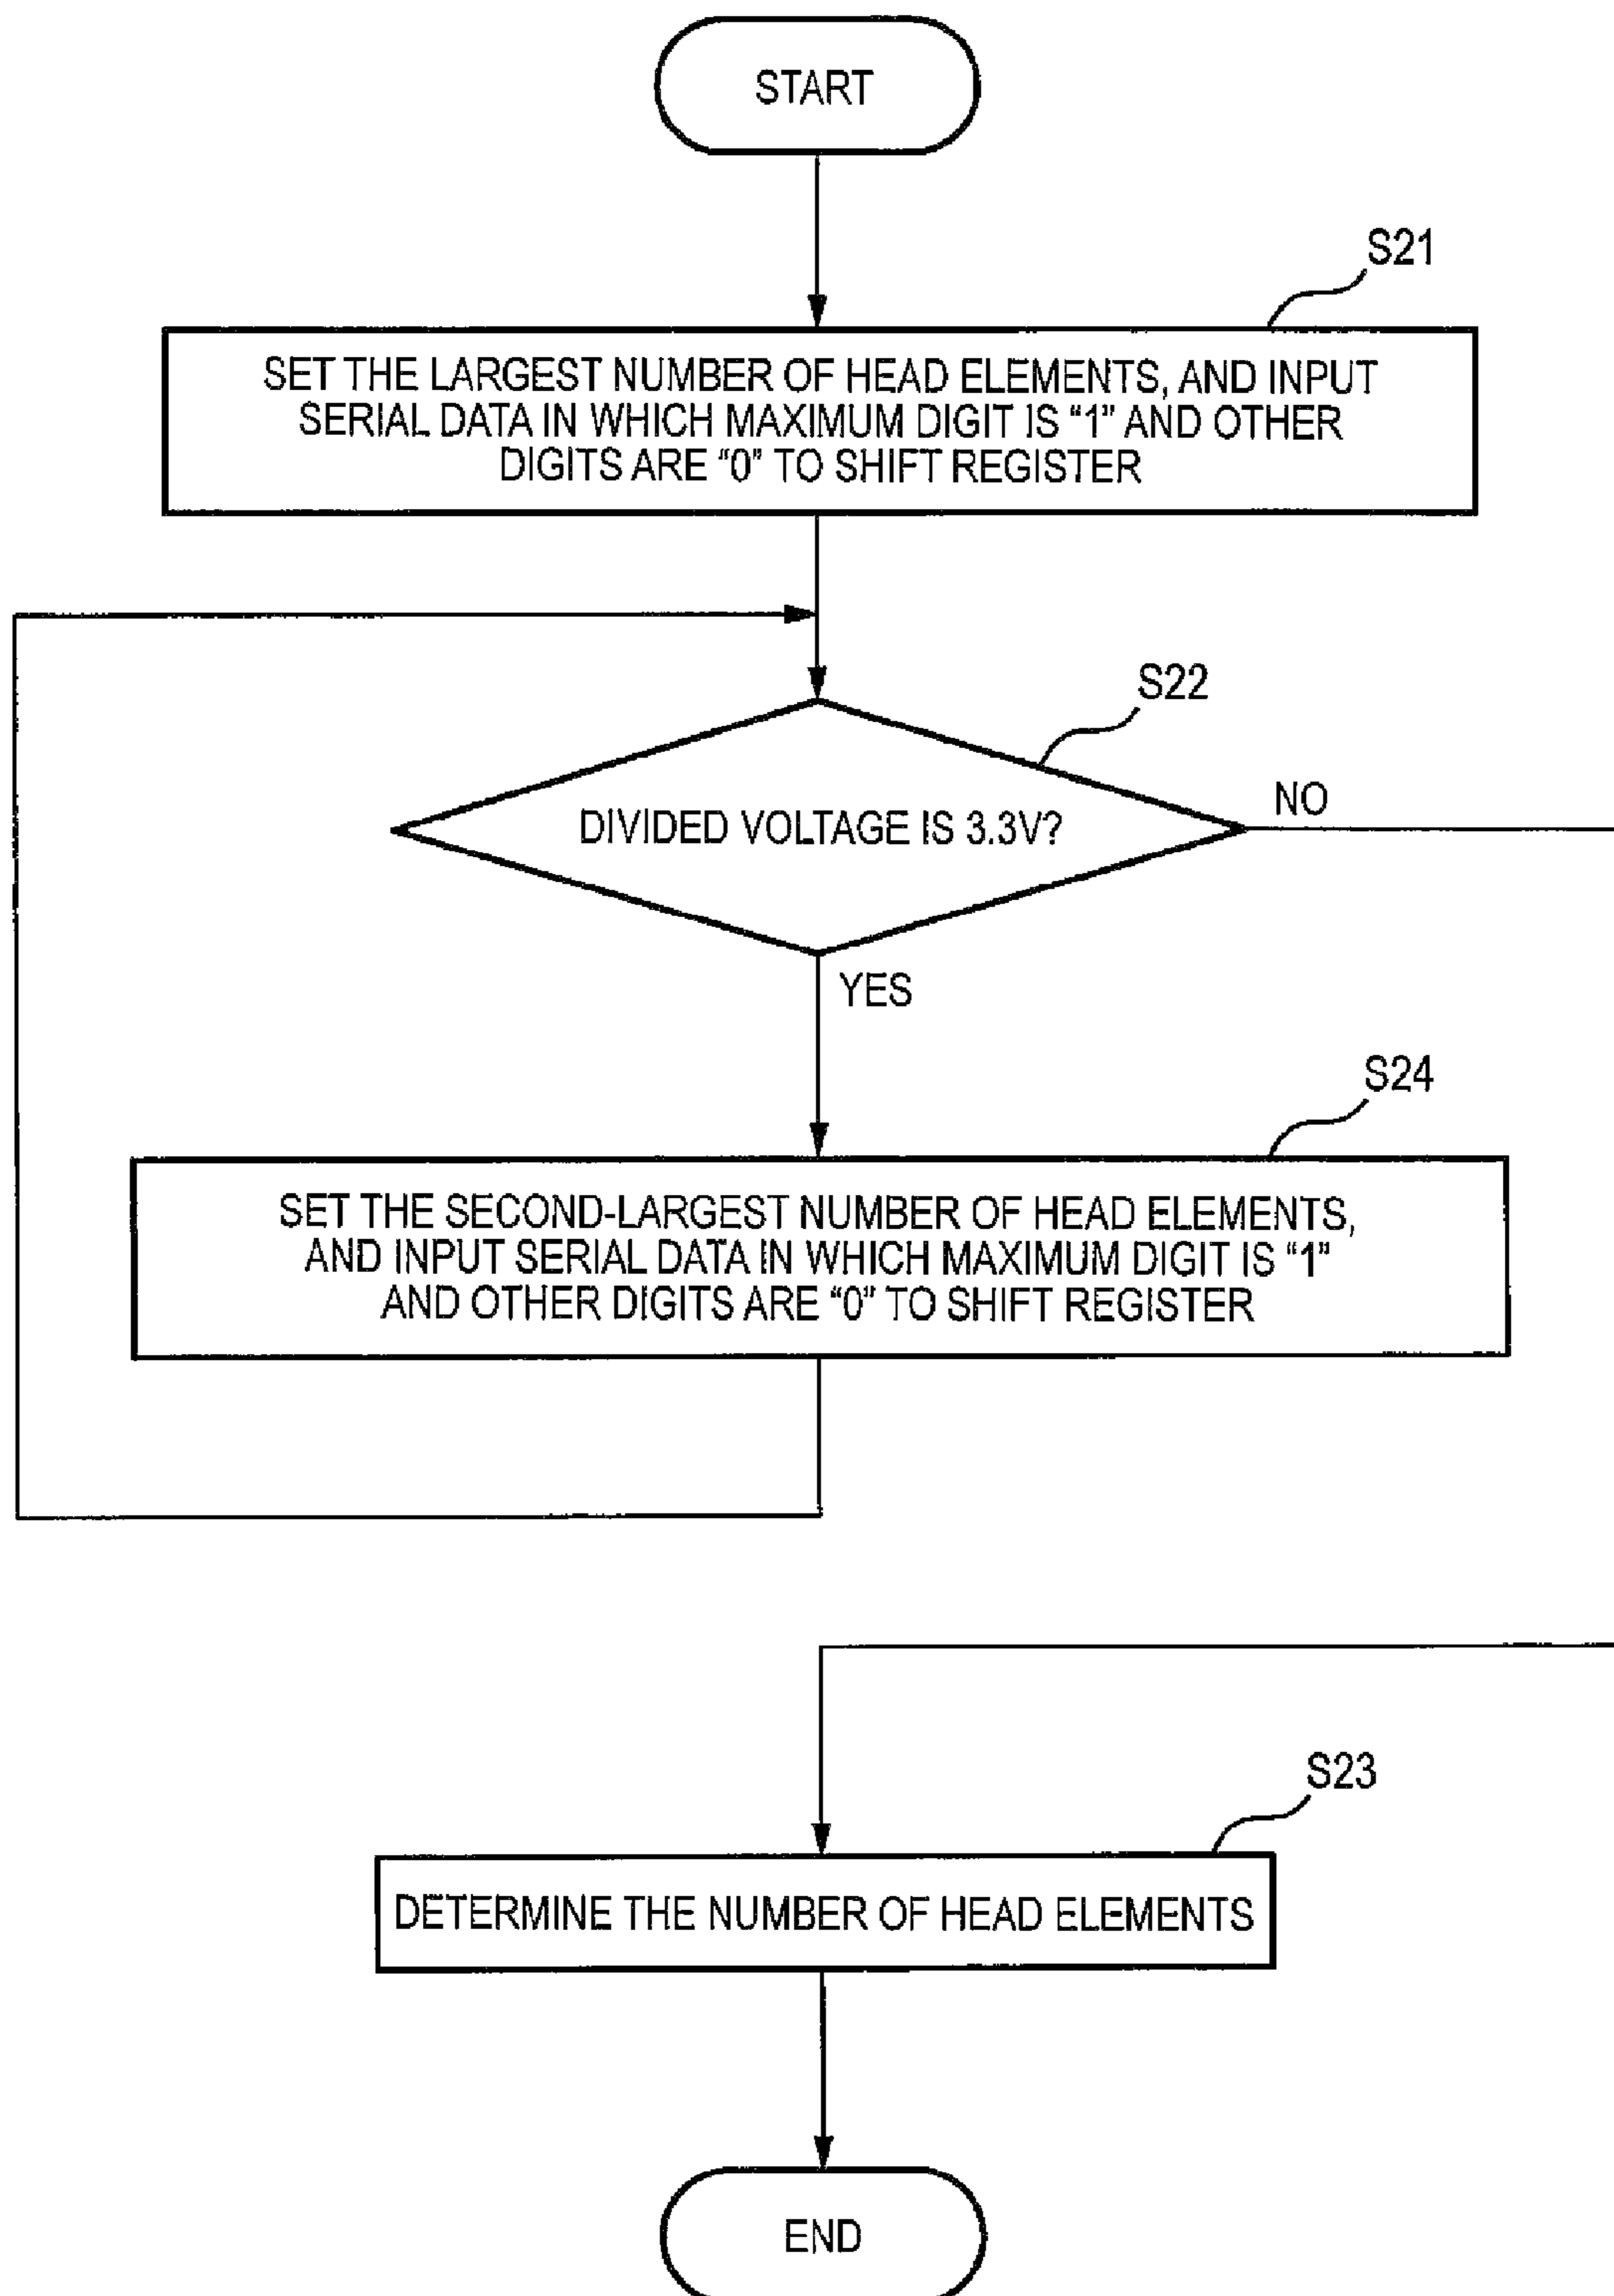 START
S21
SET THE LARGEST NUMBER OF HEAD ELEMENTS, AND INPUT
SERIAL DATA IN WHICH MAXIMUM DIGIT IS “1” AND OTHER
DIGITS ARE “0” TO SHIFT REGISTER
S22
DIVIDED VOLTAGE IS 3.3V?
NO
YES
S24
SET THE SECOND-LARGEST NUMBER OF HEAD ELEMENTS,
AND INPUT SERIAL DATA IN WHICH MAXIMUM DIGIT IS “1”
AND OTHER DIGITS ARE “0” TO SHIFT REGISTER
S23
DETERMINE THE NUMBER OF HEAD ELEMENTS
END